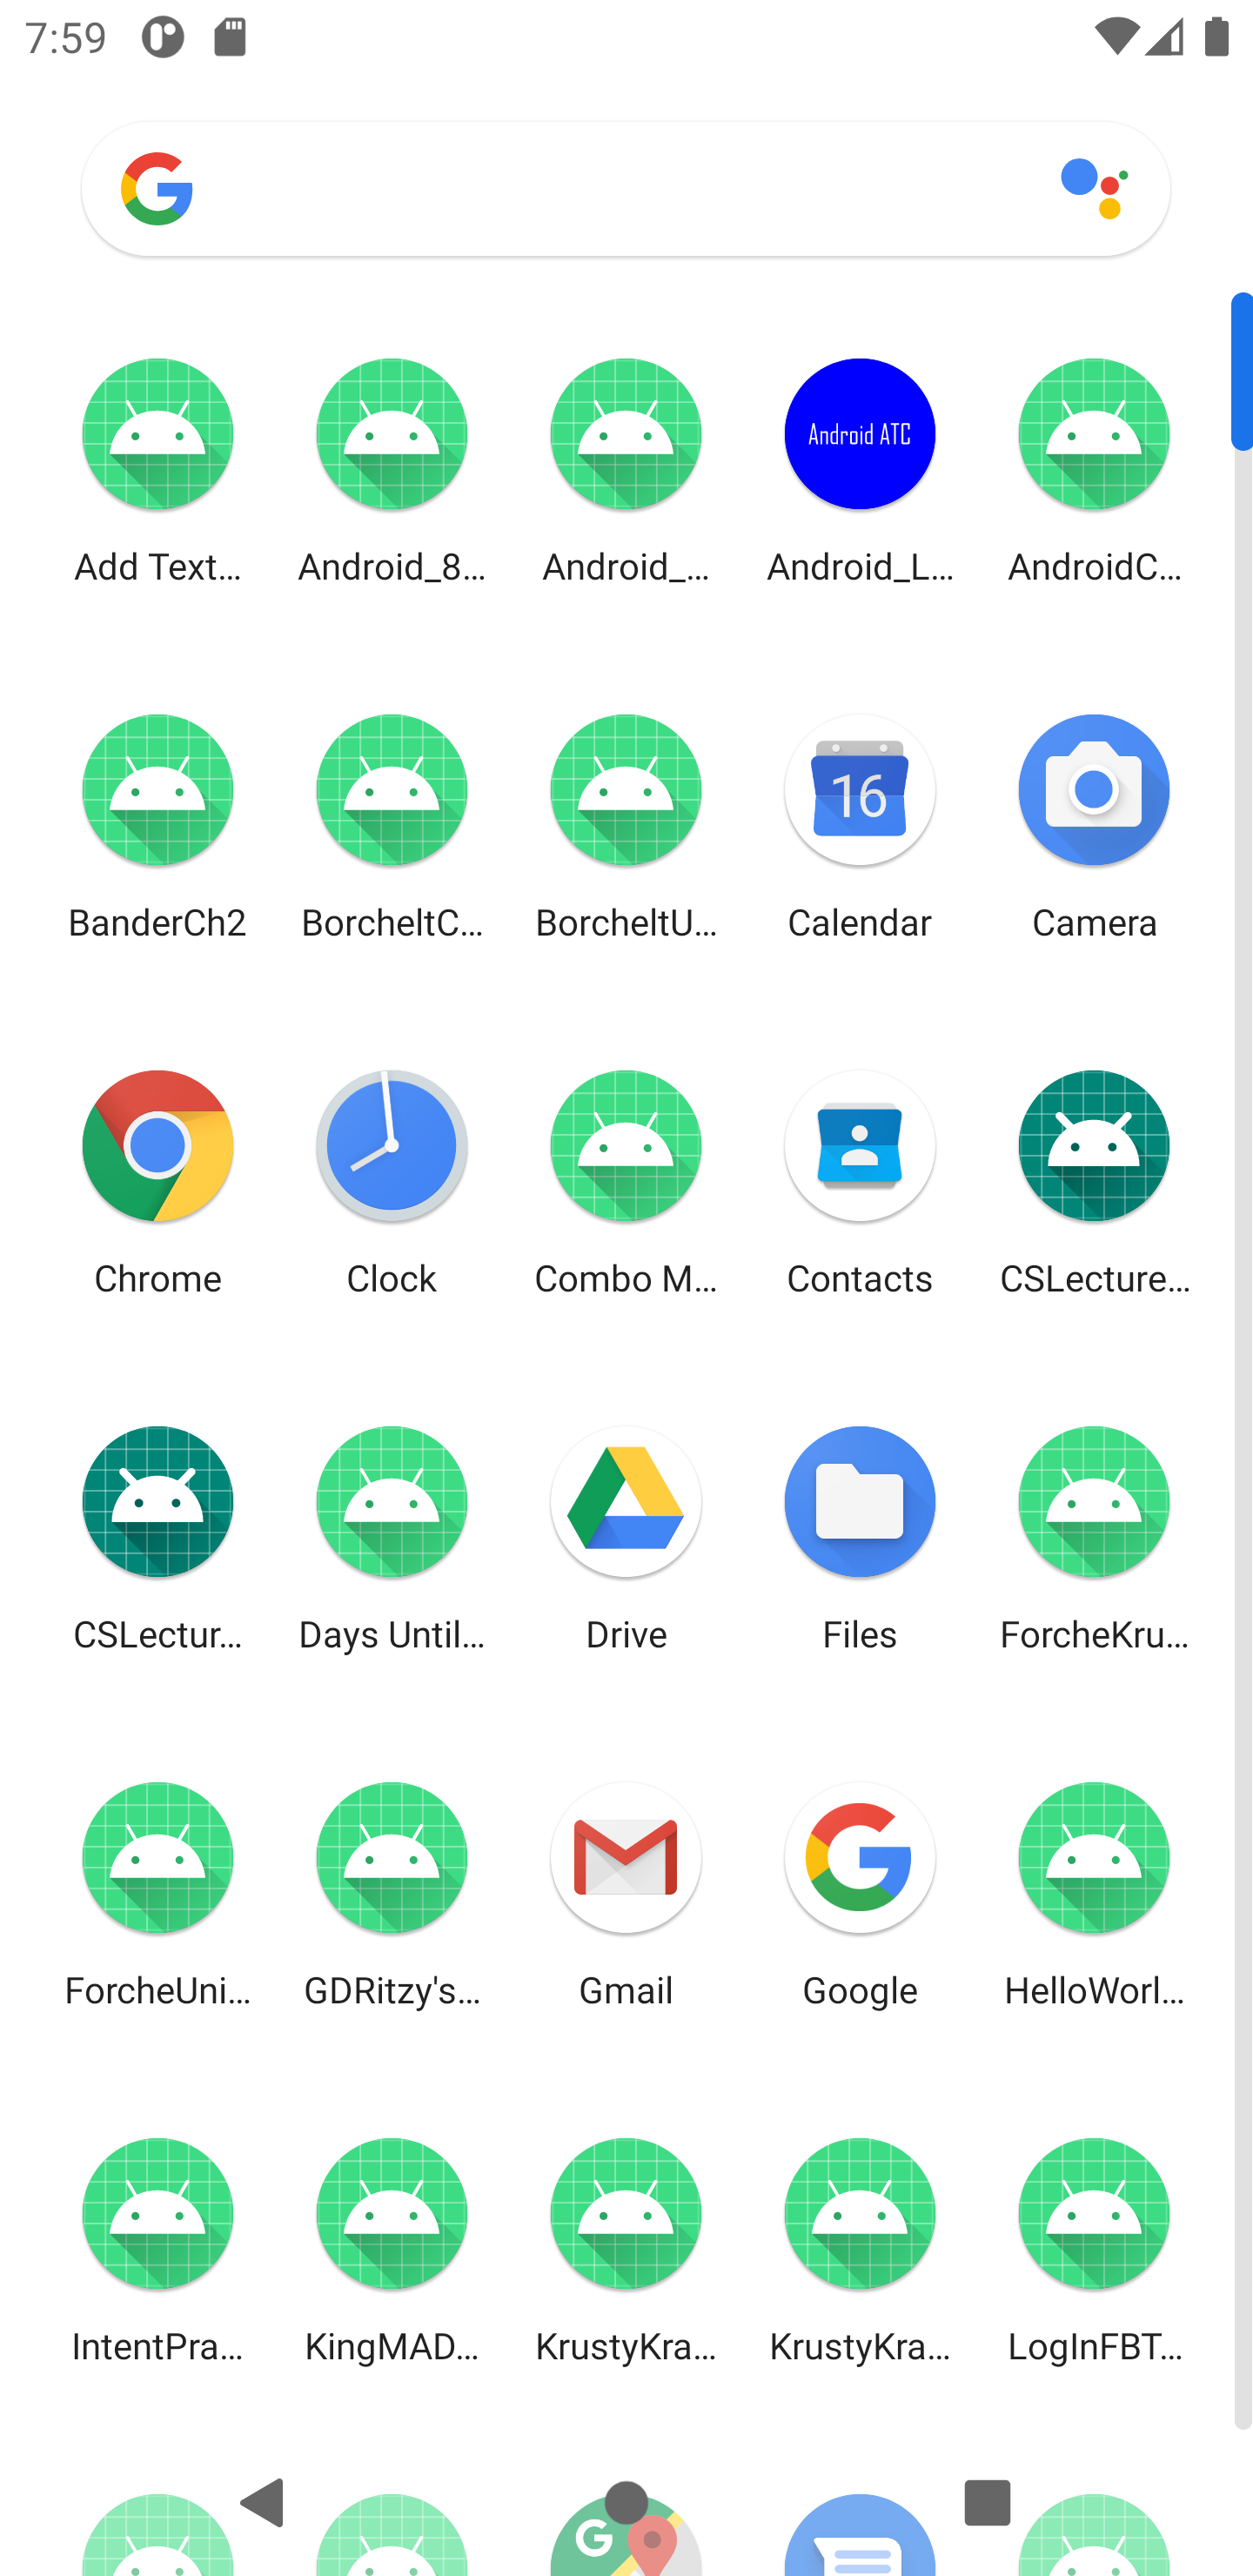 7:59
Android ATC
Add Text... Android_8... Android_... Android_L... AndroidC...
16
BanderCh2 BorcheltC... BorcheltU... Calendar Camera
Chrome Clock Combo M... Contacts CSLecture...
CSLectur... Days Until... Drive Files ForcheKru...
G
ForcheUni... GDRitzy's... Gmail Google HelloWorl...
IntentPra... KingMAD... KrustyKra... KrustyKra... LogInFBT...
G